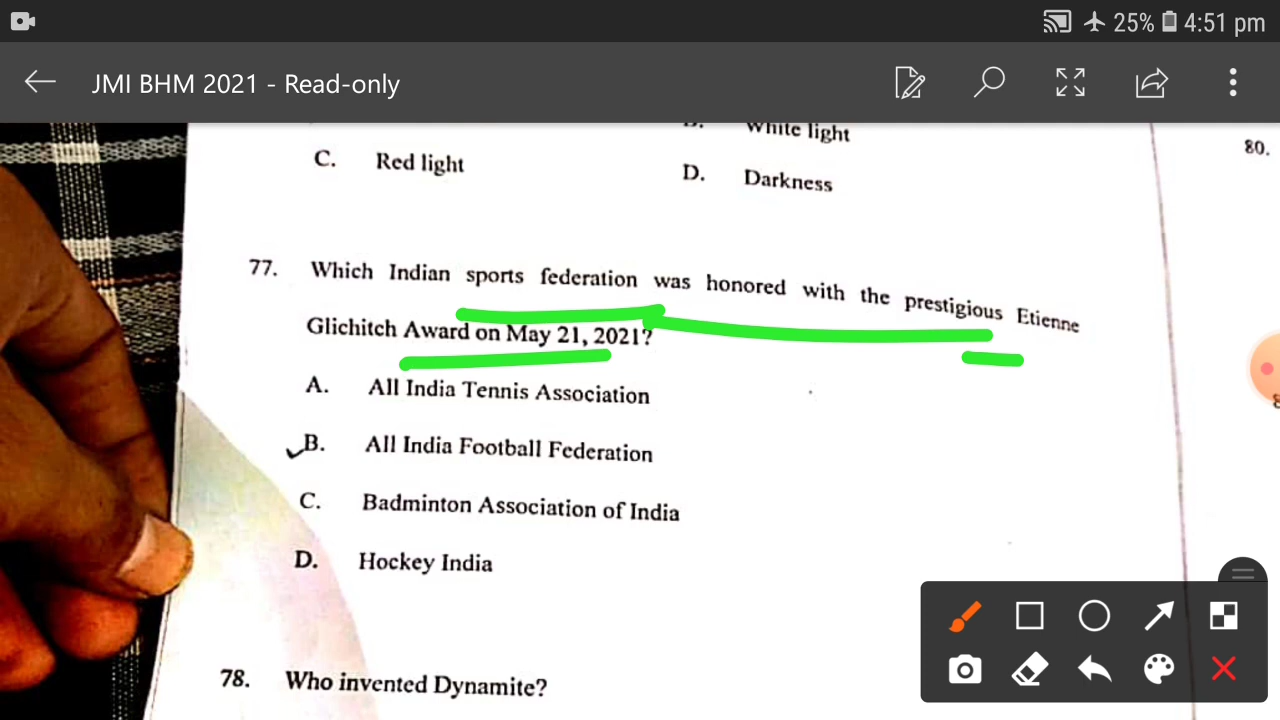 25% 4:51 pm
JMI BHM 2021 - Read-only
White light
80.
C. Red light
D. Darkness
77. Which Indian sports federation was honored with the prestigious Etienne
Glichitch Award on May 21, 2021?
A. All India Tennis Association
B. All India Football Federation
C. Badminton Association of India
D. Hockey India
78. Who invented Dynamite?